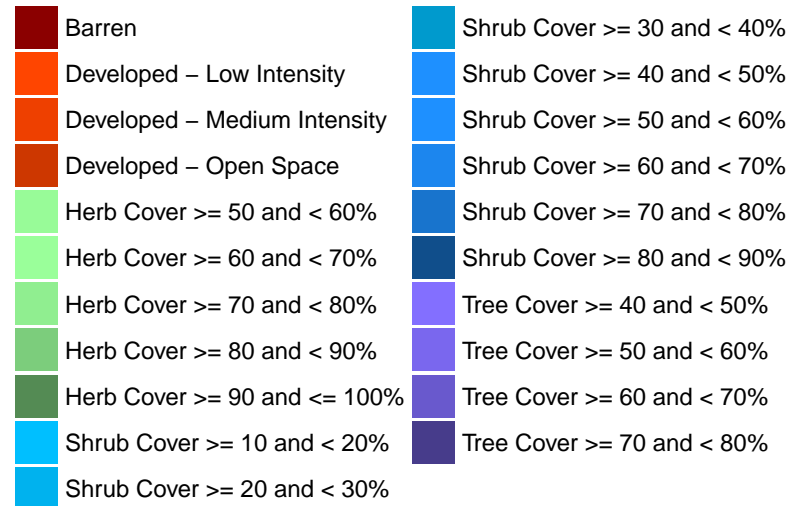 Barren
Developed – Low Intensity
Developed – Medium Intensity
Developed – Open Space
Herb Cover >= 50 and < 60%
Herb Cover >= 60 and < 70%
Herb Cover >= 70 and < 80%
Herb Cover >= 80 and < 90%
Herb Cover >= 90 and <= 100%
Shrub Cover >= 10 and < 20%
Shrub Cover >= 20 and < 30%
Shrub Cover >= 30 and < 40%
Shrub Cover >= 40 and < 50%
Shrub Cover >= 50 and < 60%
Shrub Cover >= 60 and < 70%
Shrub Cover >= 70 and < 80%
Shrub Cover >= 80 and < 90%
Tree Cover >= 40 and < 50%
Tree Cover >= 50 and < 60%
Tree Cover >= 60 and < 70%
Tree Cover >= 70 and < 80%